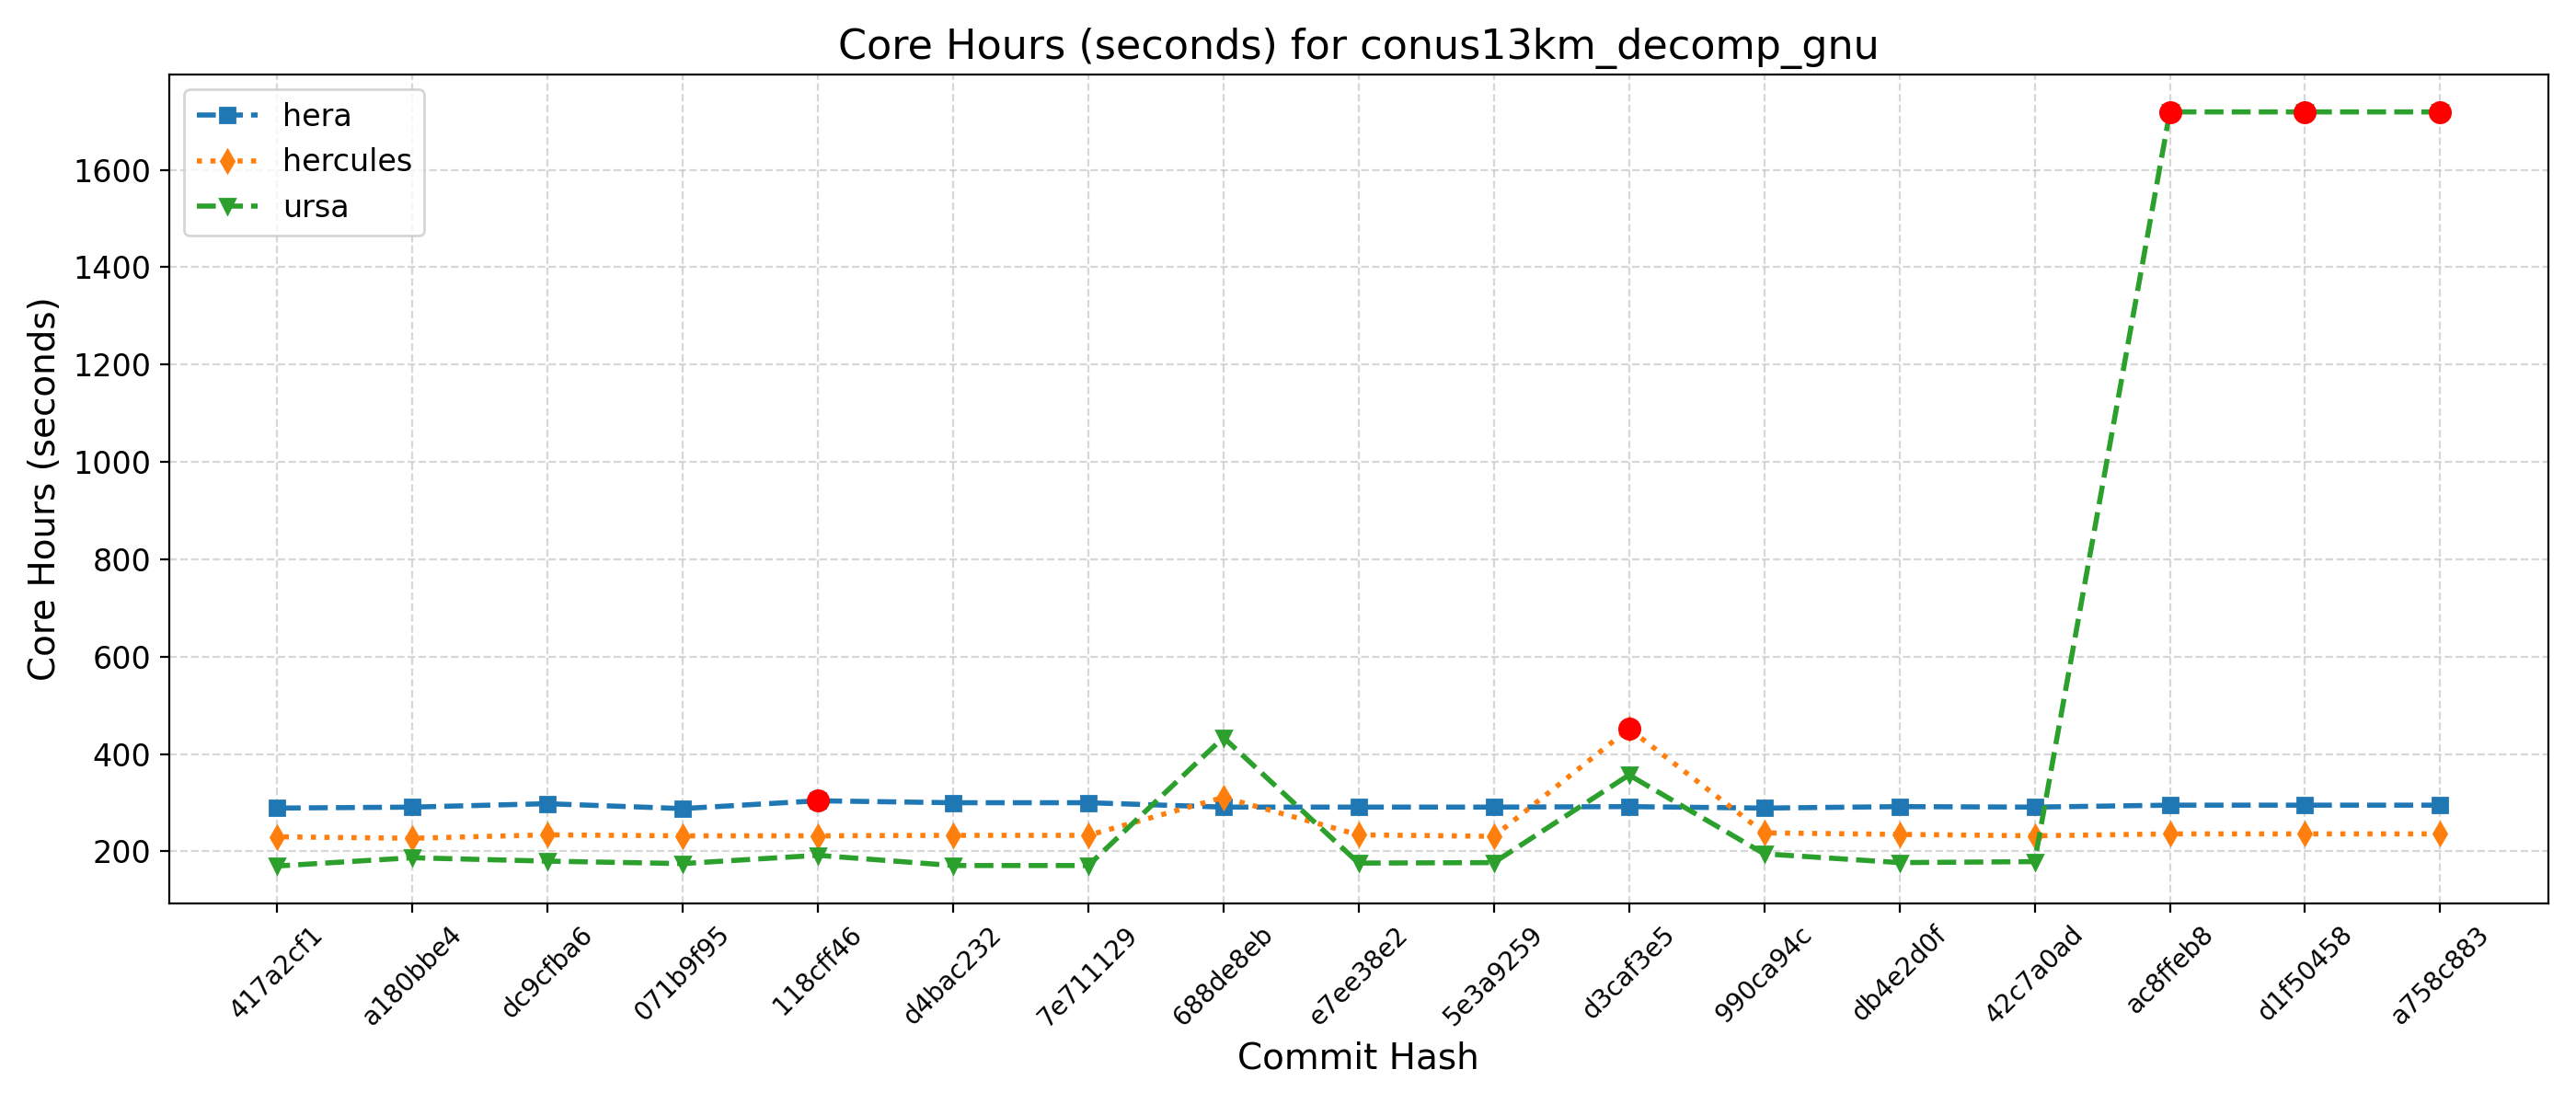 Core Hours (seconds) for conus13km_decomp_gnu
hera
hercules
ursa
Core Hours (seconds)
1600
1400
1200
1000
800
600
400
200
417a2cf1
a180bbe4
dc9cfba6
071b9f95
118cff46
d4bac232
7e711129
688de8eb
e7ee38e2
5e3a9259
d3caf3e5
990ca94c
db4e2d0f
42c7a0ad
ac8ffeb8
d1f50458
a758c883
Commit Hash